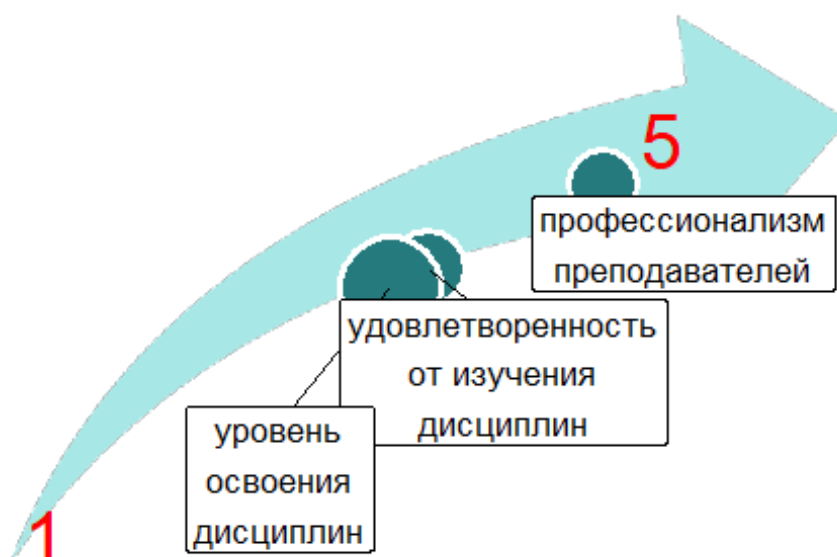 5
профессионализм
преподавателей
удовлетворенность
от изучения
дисциплин
уровень
освоения
дисциплин
1